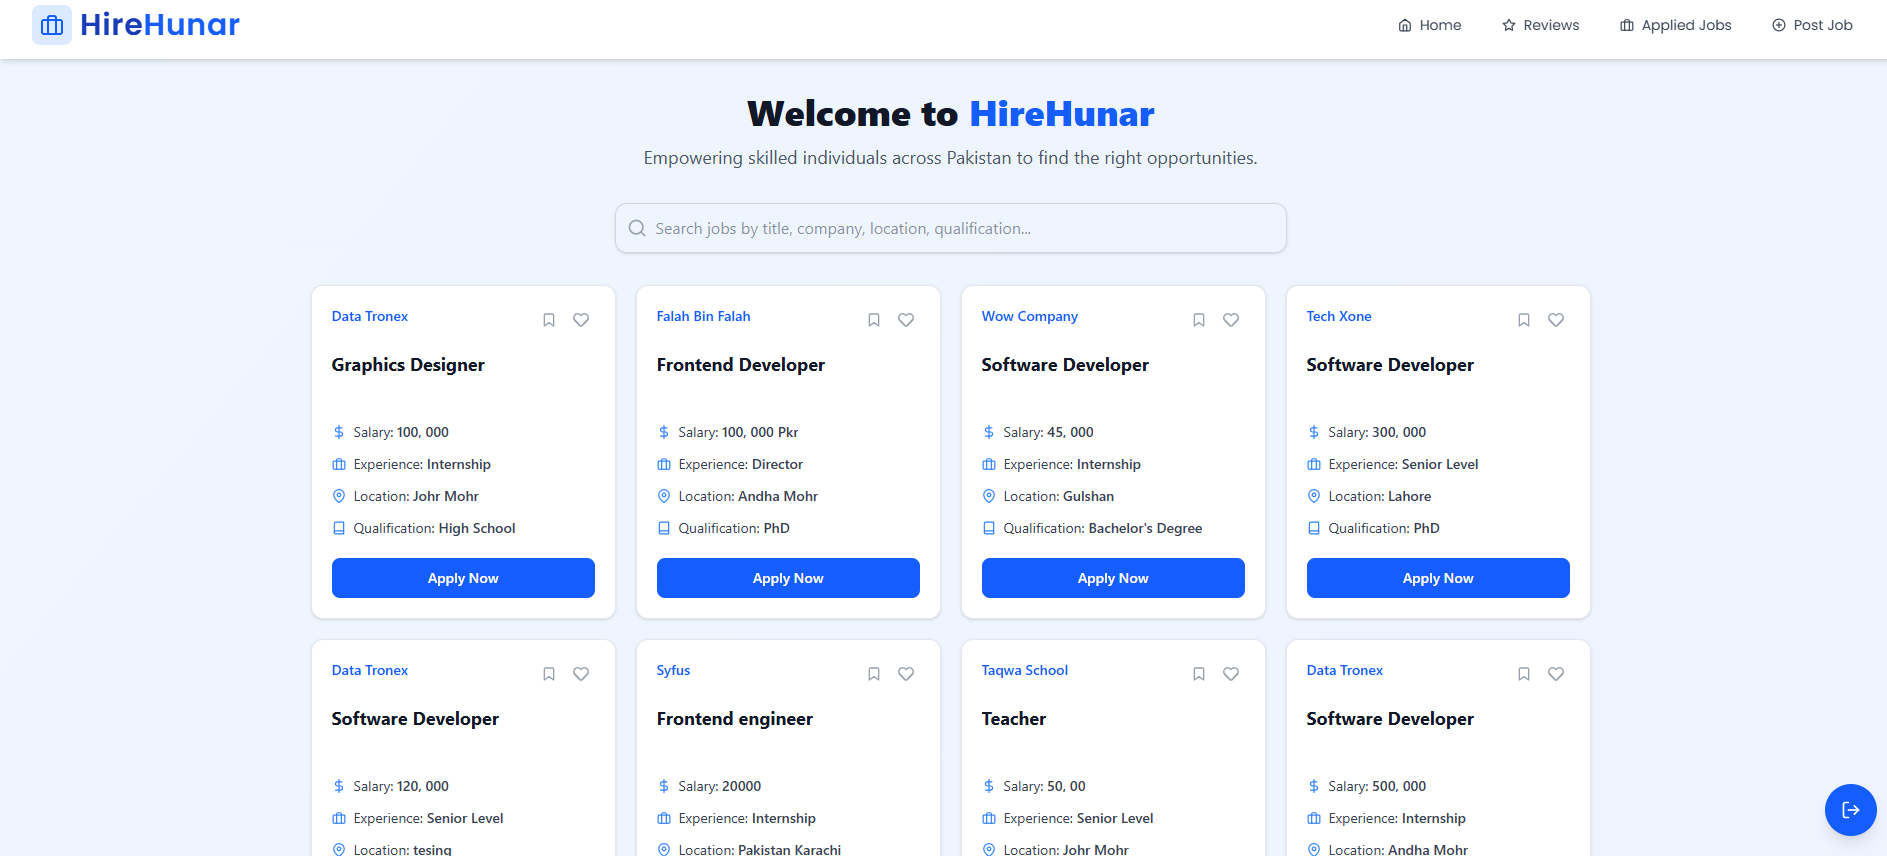 HireHunar
Home
Reviews
Applied Jobs
Post Job
Welcome to HireHunar
Empowering skilled individuals across Pakistan to find the right opportunities.
Search jobs by title, company, location, qualification...
Data Tronex
Graphics Designer
Salary: 100, 000
Experience: Internship
Location: Johr Mohr
Qualification: High School
Apply Now
Falah Bin Falah
Frontend Developer
Salary: 100, 000 Pkr
Experience: Director
Location: Andha Mohr
Qualification: PhD
Apply Now
Wow Company
Software Developer
Salary: 45, 000
Experience: Internship
Location: Gulshan
Qualification: Bachelor's Degree
Apply Now
Tech Xone
Software Developer
Salary: 300, 000
Experience: Senior Level
Location: Lahore
Qualification: PhD
Apply Now
Data Tronex
Software Developer
Salary: 120, 000
Experience: Senior Level
Location: tesing
Syfus
Frontend engineer
Salary: 20000
Experience: Internship
Location: Pakistan Karachi
Taqwa School
Teacher
Salary: 50, 00
Experience: Senior Level
Location: Johr Mohr
Data Tronex
Software Developer
Salary: 500, 000
Experience: Internship
Location: Andha Mohr